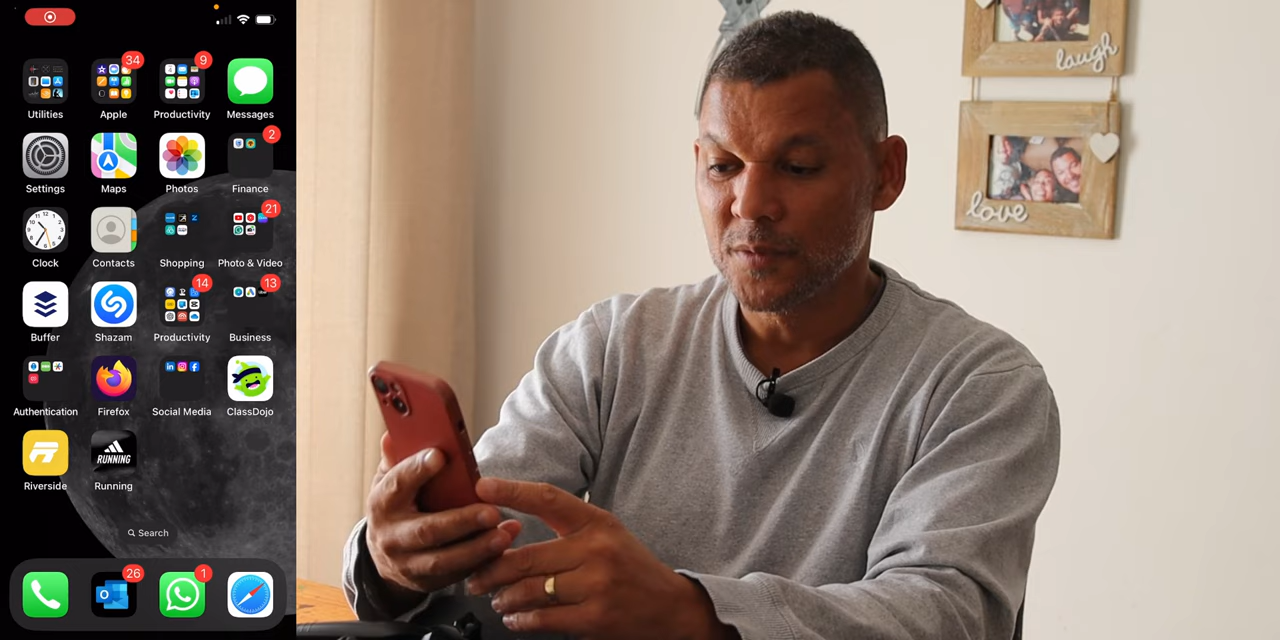 34
9
Utilities
Apple
Productivity
Messages
2
Settings
Maps
Photos
Finance
21
Clock
Contacts
Shopping
Photo & Video
14
13
Buffer
Shazam
Productivity
Business
Authentication
Firefox
Social Media
ClassDojo
RUNNING
Riverside
Running
Search
26
1
laugh
love